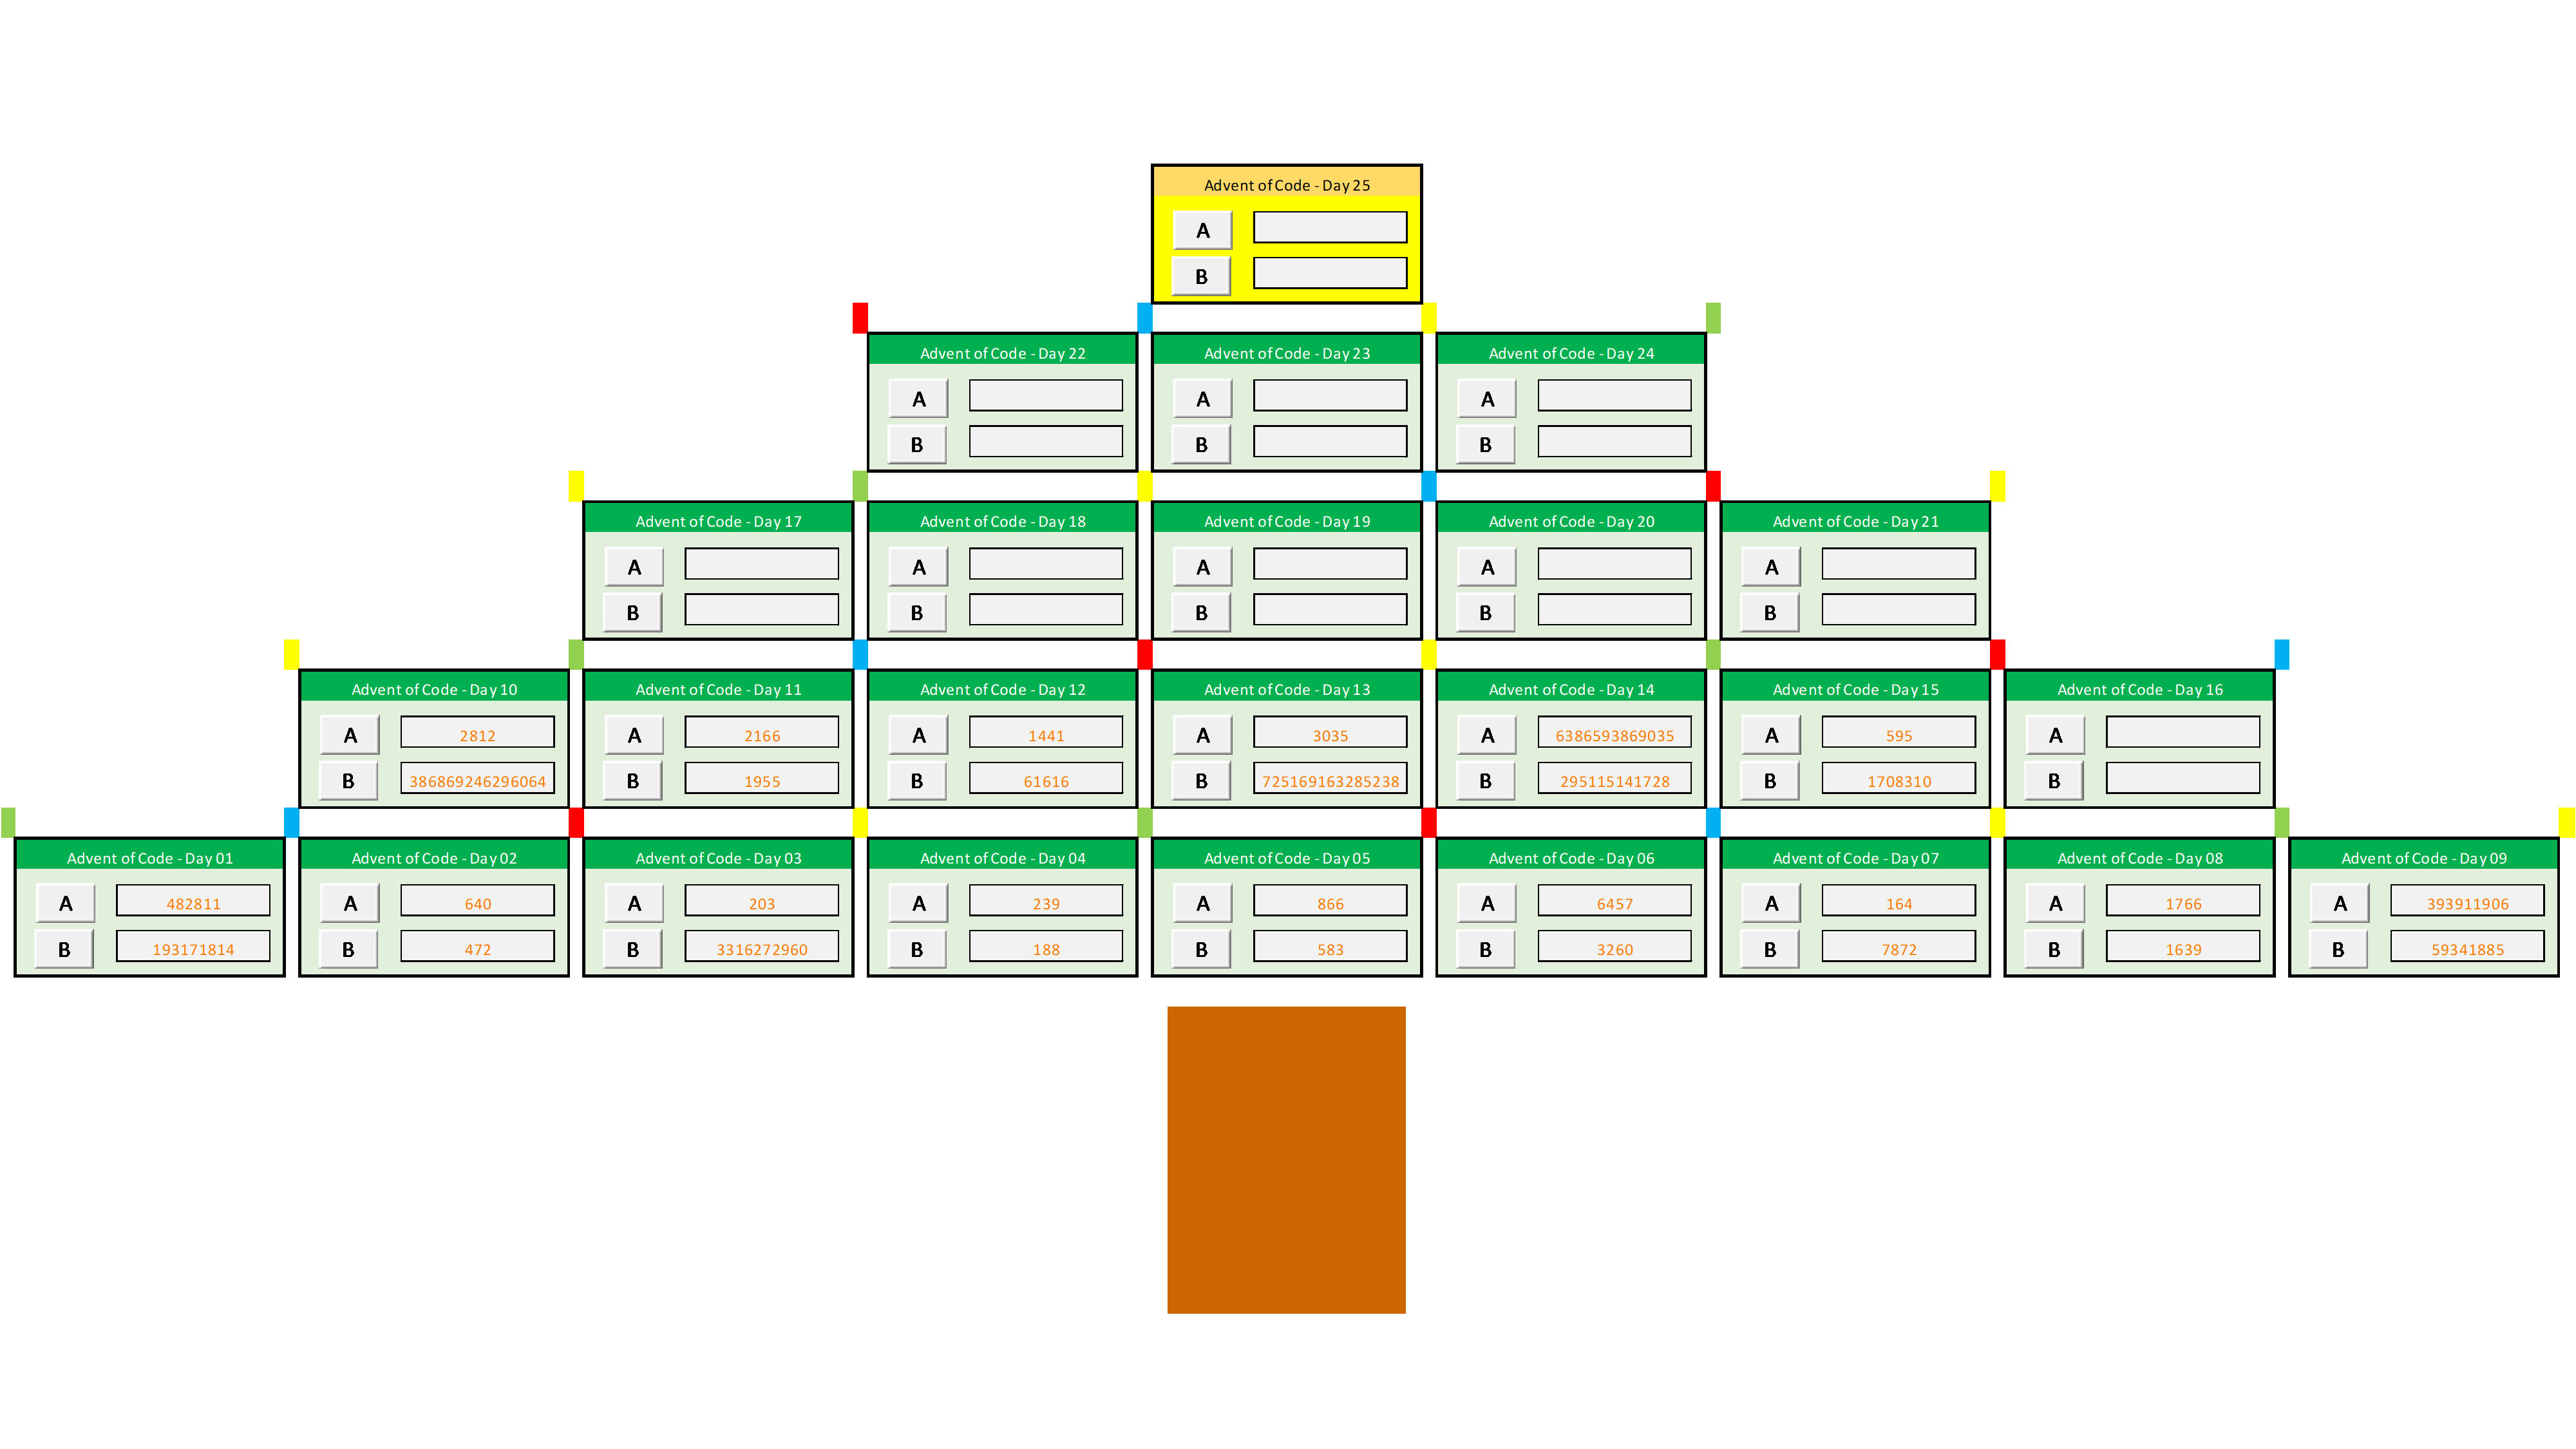 Advent of Code - Day 25
A
B
Advent of Code - Day 22
A
B
Advent of Code - Day 23
A
B
Advent of Code - Day 24
A
B
Advent of Code - Day 17
A
B
Advent of Code - Day 18
A
B
Advent of Code - Day 19
A
B
Advent of Code - Day 20
A
B
Advent of Code - Day 21
A
B
Advent of Code - Day 10
A 2812
B 386869246296064
Advent of Code - Day 11
A 2166
B 1955
Advent of Code - Day 12
A 1441
B 61616
Advent of Code - Day 13
A 3035
B 725169163285238
Advent of Code - Day 14
A 6386593869035
B 295115141728
Advent of Code - Day 15
A 595
B 1708310
Advent of Code - Day 16
A
B
Advent of Code - Day 01
A 482811
B 193171814
Advent of Code - Day 02
A 640
B 472
Advent of Code - Day 03
A 203
B 3316272960
Advent of Code - Day 04
A 239
B 188
Advent of Code - Day 05
A 866
B 583
Advent of Code - Day 06
A 6457
B 3260
Advent of Code - Day 07
A 164
B 7872
Advent of Code - Day 08
A 1766
B 1639
Advent of Code - Day 09
A 393911906
B 59341885